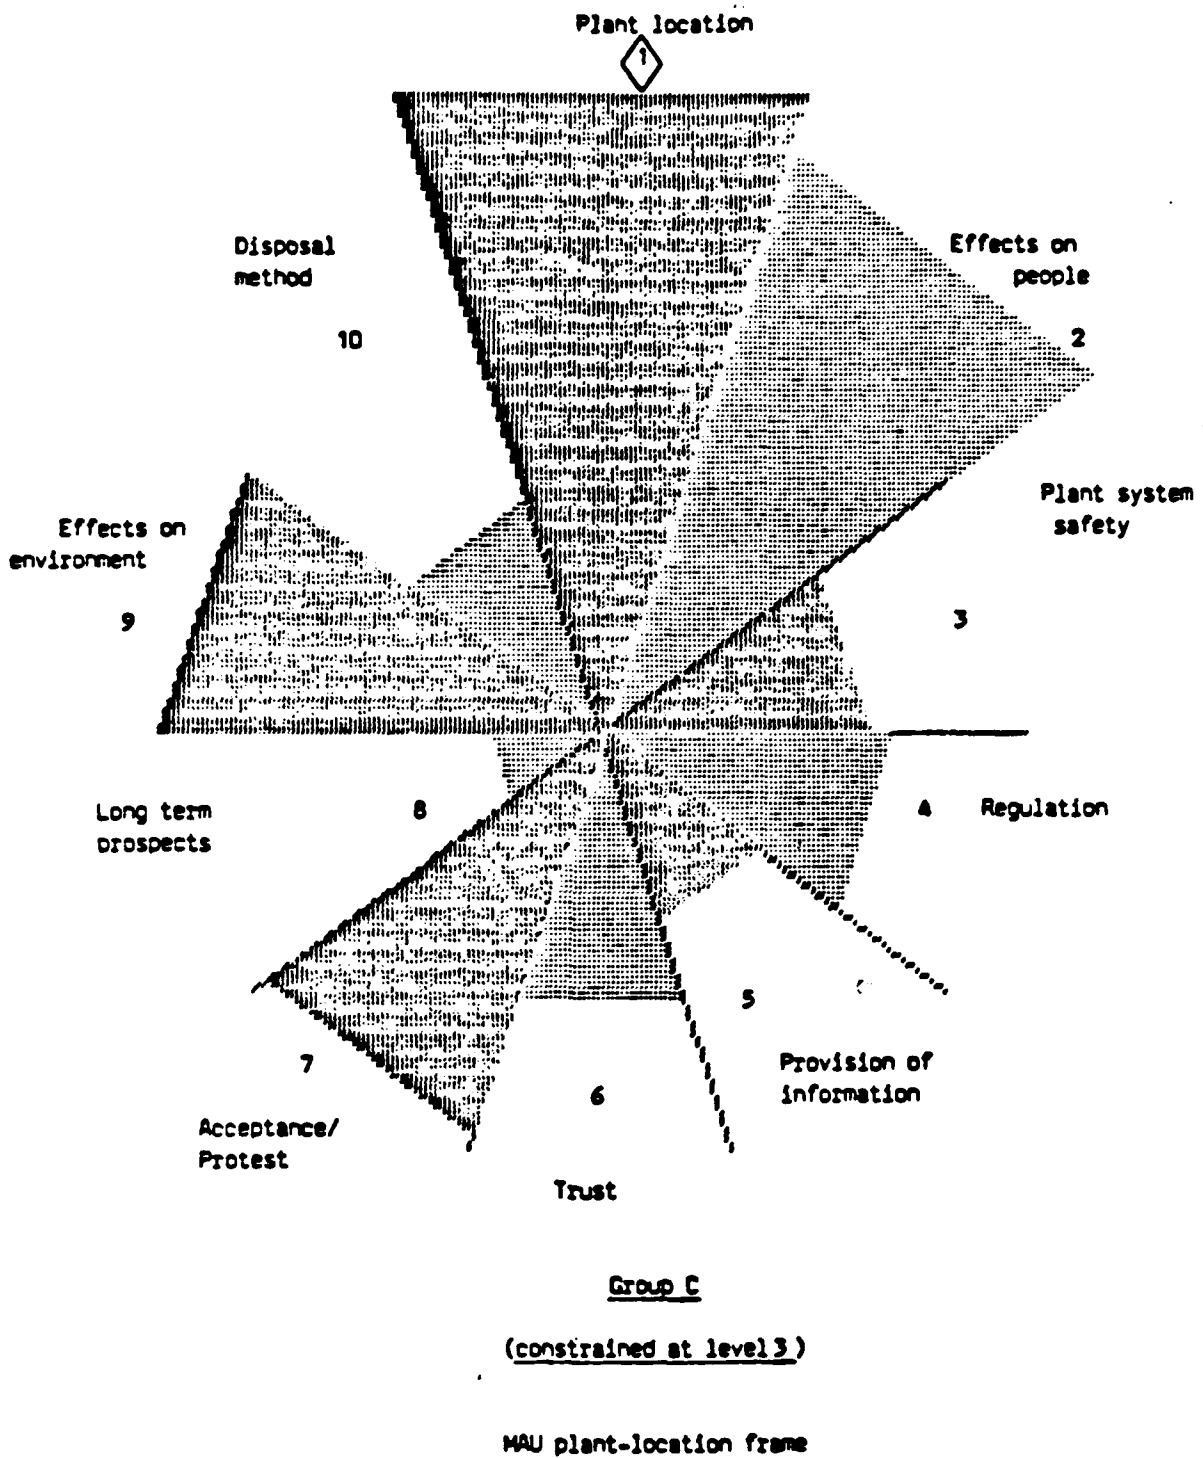 Plant location
1
Disposal
method
10
Effects on
people
2
Plant system
safety
3
Effects on
environment
9
Long term
prospects
8
4 Regulation
5
Provision of
information
7
6
Acceptance/
Protest
Trust
Group C
(constrained at level 3)
MAU plant-location frame